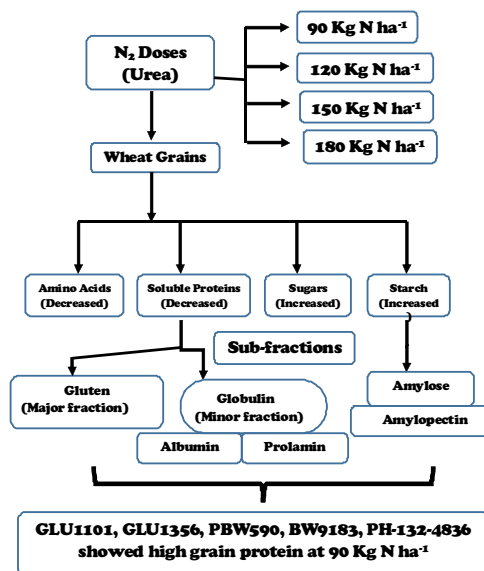 N₂ Doses
(Urea)
90 Kg N ha⁻¹
120 Kg N ha⁻¹
150 Kg N ha⁻¹
180 Kg N ha⁻¹
Wheat Grains
Amino Acids
(Decreased)
Soluble Proteins
(Decreased)
Sugars
(Increased)
Starch
(Increased
)
Sub-fractions
Gluten
(Major fraction)
Globulin
(Minor fraction)
Albumin
Prolamin
Amylose
Amylopectin
GLU1101, GLU1356, PBW590, BW9183, PH-132-4836
showed high grain protein at 90 Kg N ha⁻¹